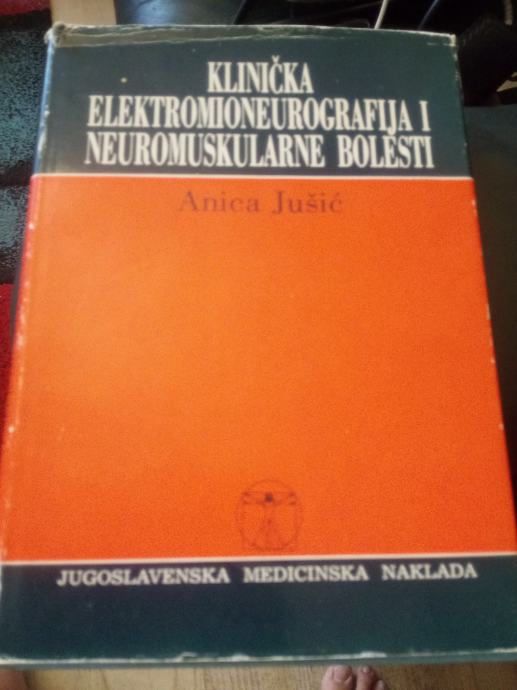 KLINIČKA
ELEKTROMIONEUROGRAFIJA I
NEUROMUSKULARNE BOLESTI
Anica Jušić
JUGOSLAVENSKA MEDICINSKA NAKLADA